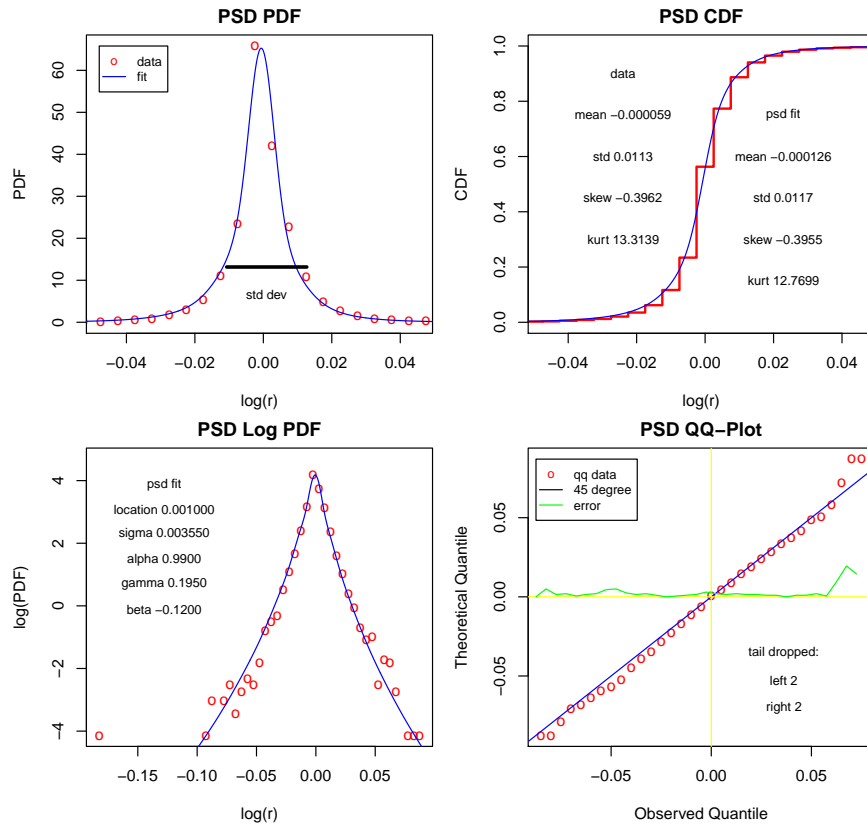 PSD PDF
PDF
data
fit
std dev
0
10
20
30
40
50
60
−0.04
−0.02
0.00
0.02
0.04
log(r)
PSD CDF
CDF
data
mean −0.000059
std 0.0113
skew −0.3962
kurt 13.3139
psd fit
mean −0.000126
std 0.0117
skew −0.3955
kurt 12.7699
0.0
0.2
0.4
0.6
0.8
1.0
−0.04
−0.02
0.00
0.02
0.04
log(r)
PSD Log PDF
log(PDF)
psd fit
location 0.001000
sigma 0.003550
alpha 0.9900
gamma 0.1950
beta −0.1200
−4
−2
0
2
4
−0.15
−0.10
−0.05
0.00
0.05
log(r)
PSD QQ−Plot
Theoretical Quantile
qq data
45 degree
error
tail dropped:
left 2
right 2
−0.05
0.00
0.05
−0.05
0.00
0.05
Observed Quantile